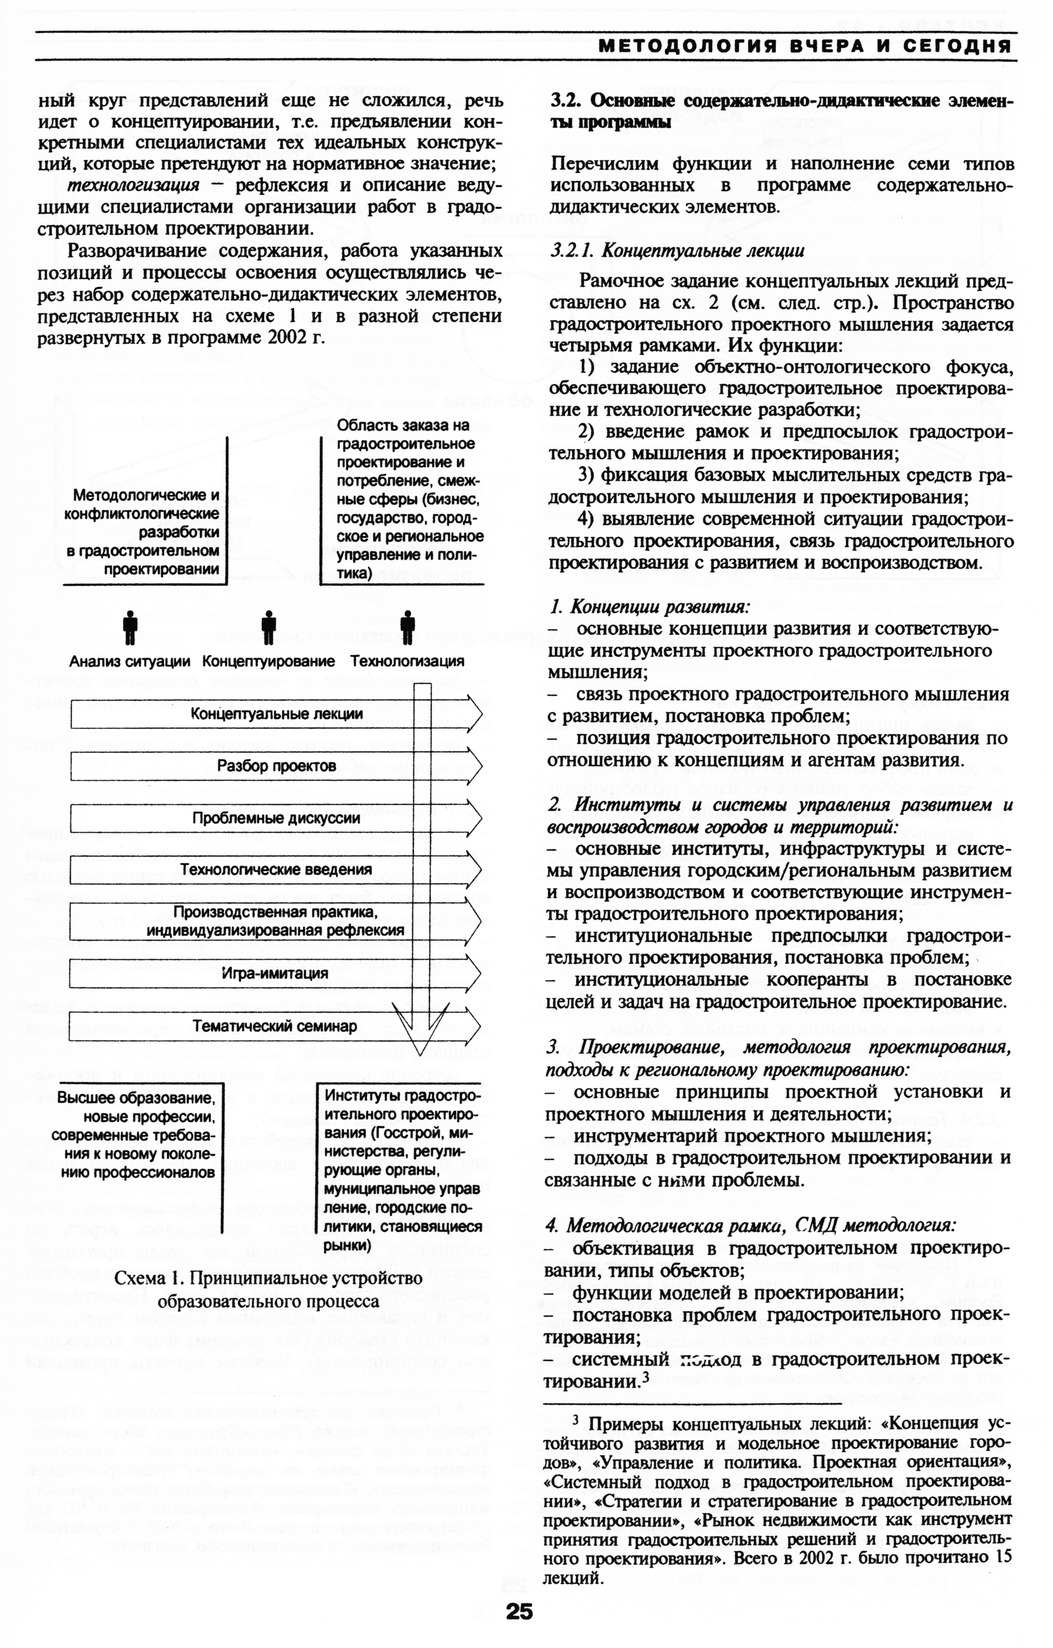 МЕТОДОЛОГИЯ ВЧЕРА И СЕГОДНЯ
ный круг представлений еще не сложился, речь
идет о концептуировании, т.е. предъявлении кон-
кретными специалистами тех идеальных конструк-
ций, которые претендуют на нормативное значение;
технологизация — рефлексия и описание веду-
щими специалистами организации работ в градо-
строительном проектировании.
Разворачивание содержания, работа указанных
позиций и процессы освоения осуществлялись че-
рез набор содержательно-дидактических элементов,
представленных на схеме 1 и в разной степени
развернутых в программе 2002 г.
Методологические и
конфликтологические
разработки
в градостроительном
проектировании
Область заказа на
градостроительное
проектирование и
потребление, смеж-
ные сферы (бизнес,
государство, город-
ское и региональное
управление и поли-
тика)
Анализ ситуации Концептуирование Технологизация
Концептуальные лекции
Разбор проектов
Проблемные дискуссии
Технологические введения
Производственная практика,
индивидуализированная рефлексия
Игра-имитация
Тематический семинар
Высшее образование,
новые профессии,
современные требова-
ния к новому поколе-
нию профессионалов
Институты градостро-
ительного проектиро-
вания (Госстрой, ми-
нистерства, регули-
рующие органы,
муниципальное управ
ление, городские по-
литики, становящиеся
рынки)
Схема 1. Принципиальное устройство
образовательного процесса
3.2. Основные содержательно-дидактические элемен-
ты программы
Перечислим функции и наполнение семи типов
использованных в программе содержательно-
дидактических элементов.
3.2.1. Концептуальные лекции
Рамочное задание концептуальных лекций пред-
ставлено на сх. 2 (см. след. стр.). Пространство
градостроительного проектного мышления задается
четырьмя рамками. Их функции:
1) задание объектно-онтологического фокуса,
обеспечивающего градостроительное проектирова-
ние и технологические разработки;
2) введение рамок и предпосылок градострои-
тельного мышления и проектирования;
3) фиксация базовых мыслительных средств гра-
достроительного мышления и проектирования;
4) выявление современной ситуации градострои-
тельного проектирования, связь градостроительного
проектирования с развитием и воспроизводством.
1. Концепции развития:
– основные концепции развития и соответствую-
щие инструменты проектного градостроительного
мышления;
– связь проектного градостроительного мышления
с развитием, постановка проблем;
– позиция градостроительного проектирования по
отношению к концепциям и агентам развития.
2. Институты и системы управления развитием и
воспроизводством городов и территорий:
– основные институты, инфраструктуры и систе-
мы управления городским/региональным развитием
и воспроизводством и соответствующие инструмен-
ты градостроительного проектирования;
– институциональные предпосылки градострои-
тельного проектирования, постановка проблем;
– институциональные кооперанты в постановке
целей и задач на градостроительное проектирование.
3. Проектирование, методология проектирования,
подходы к региональному проектированию:
– основные принципы проектной установки и
проектного мышления и деятельности;
– инструментарий проектного мышления;
– подходы в градостроительном проектировании и
связанные с ними проблемы.
4. Методологическая рамка, СМД методология:
– объективация в градостроительном проектиро-
вании, типы объектов;
– функции моделей в проектировании;
– постановка проблем градостроительного проек-
тирования;
– системный подход в градостроительном проек-
тировании.³
³ Примеры концептуальных лекций: «Концепция ус-
тойчивого развития и модельное проектирование горо-
дов», «Управление и политика. Проектная ориентация»,
«Системный подход в градостроительном проектирова-
нии», «Стратегии и стратегирование в градостроительном
проектировании», «Рынок недвижимости как инструмент
принятия градостроительных решений и градостроитель-
ного проектирования». Всего в 2002 г. было прочитано 15
лекций.
25